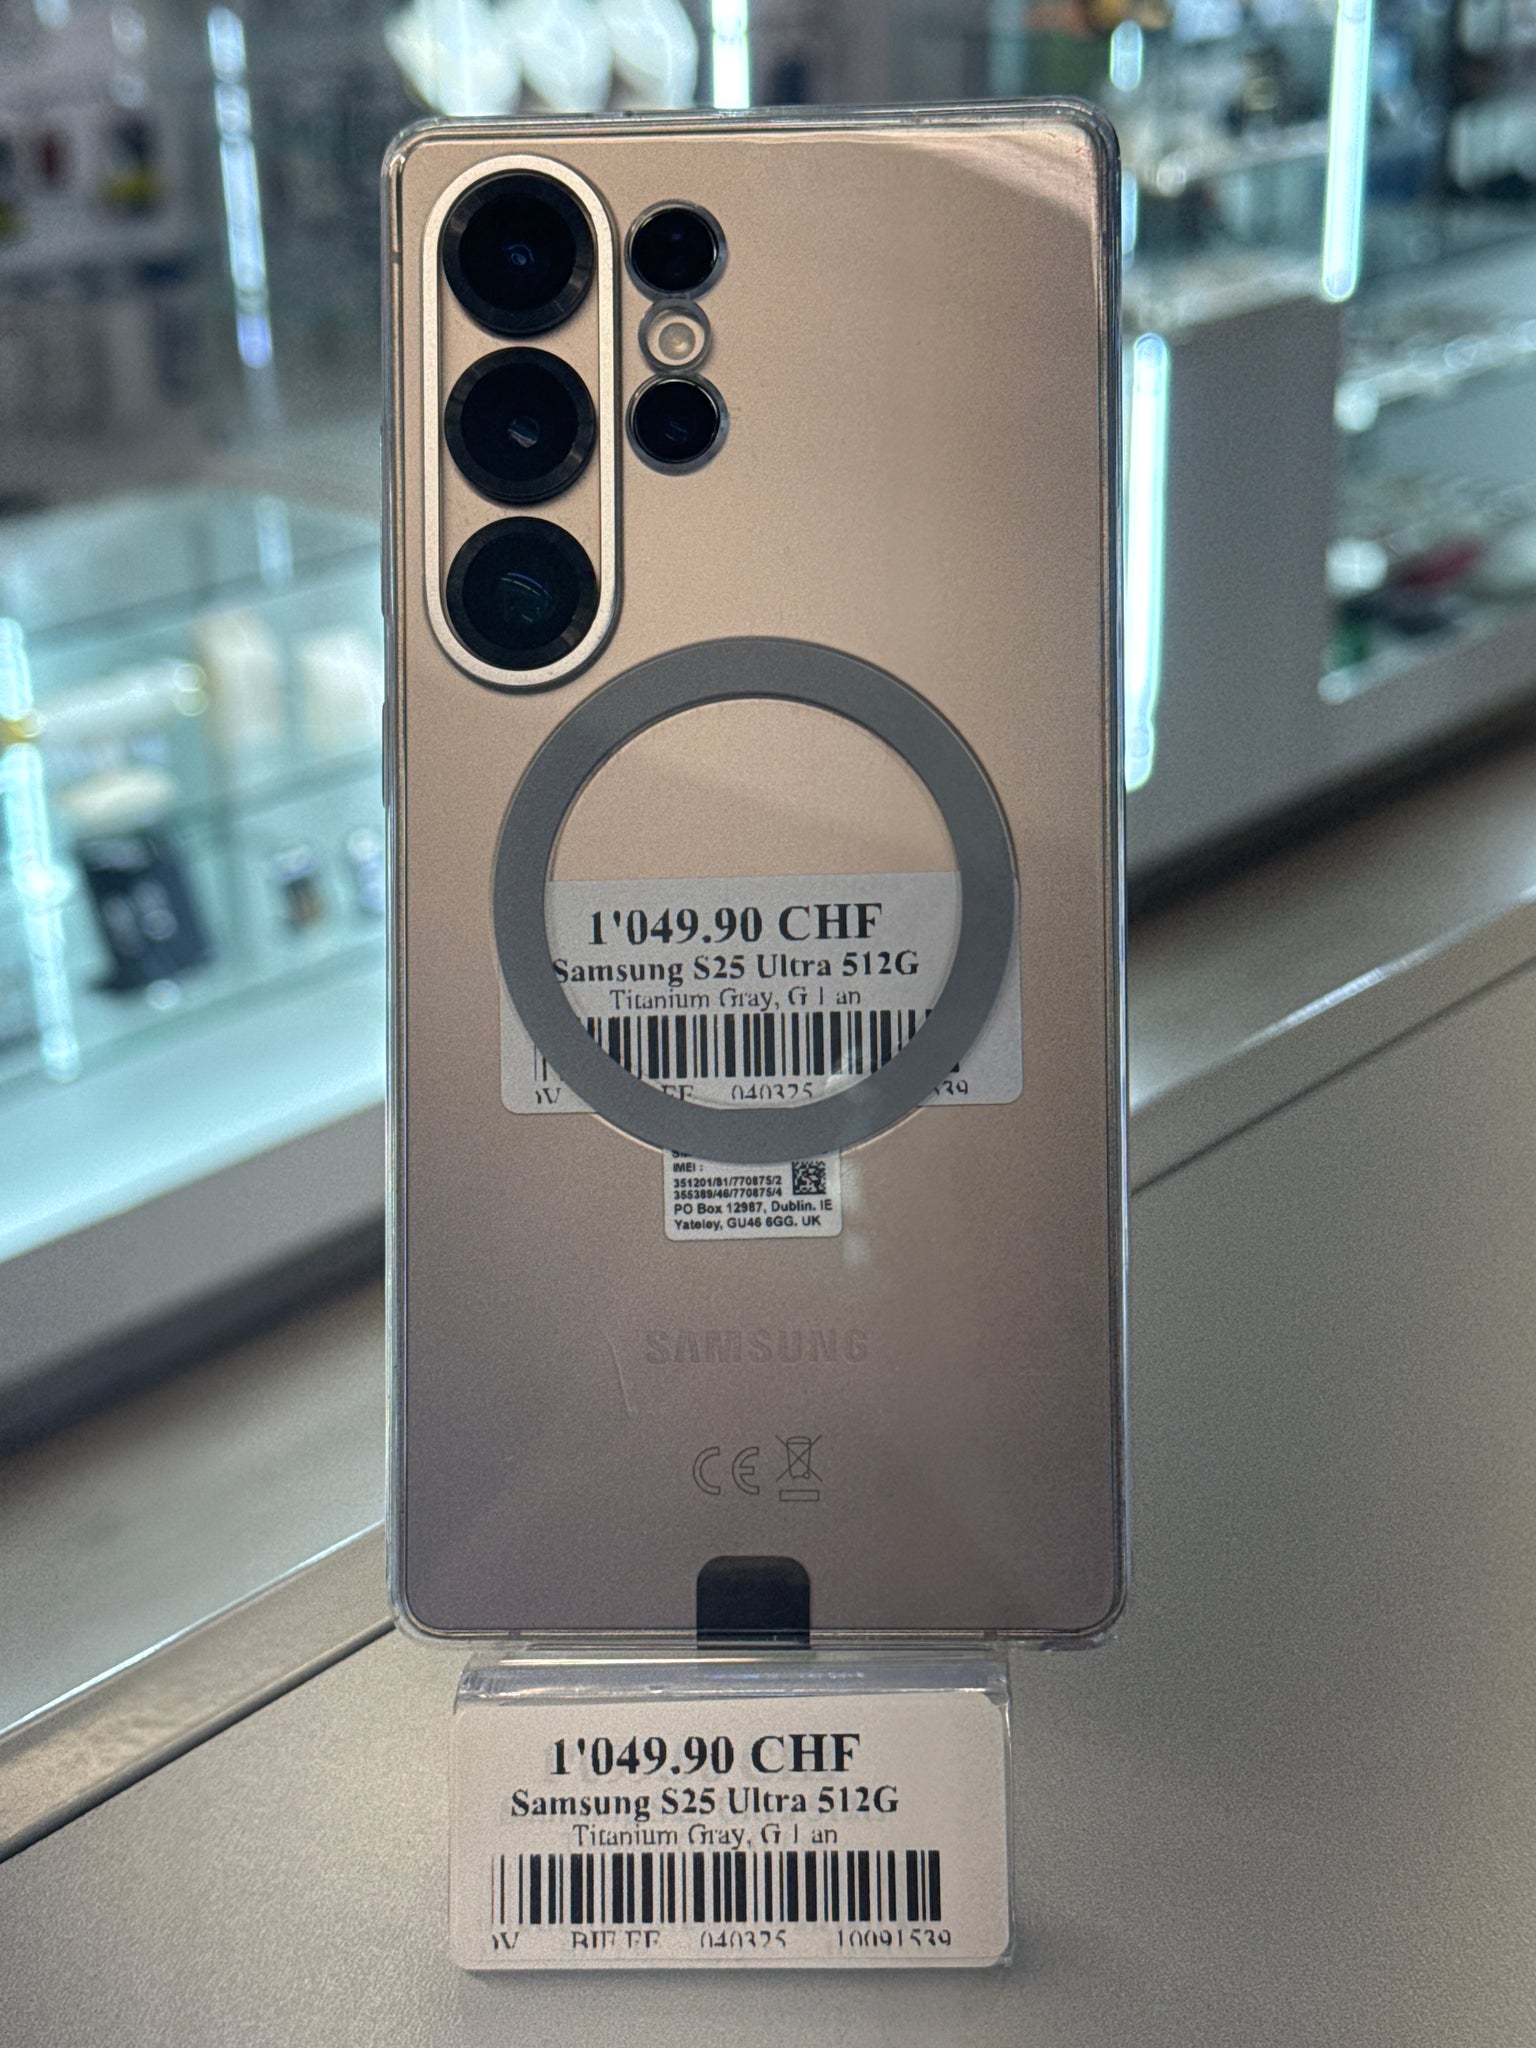 1'049.90 CHF
Samsung S25 Ultra 512G
Titanium Gray, G 1 an
040325
IMEI :
351201/81/770875/2
355389/46/770875/4
PO Box 12987, Dublin. IE
Yateley, GU46 6GG. UK
SAMSUNG
CE
1'049.90 CHF
Samsung S25 Ultra 512G
Titanium Gray, G 1 an
040325 10091539